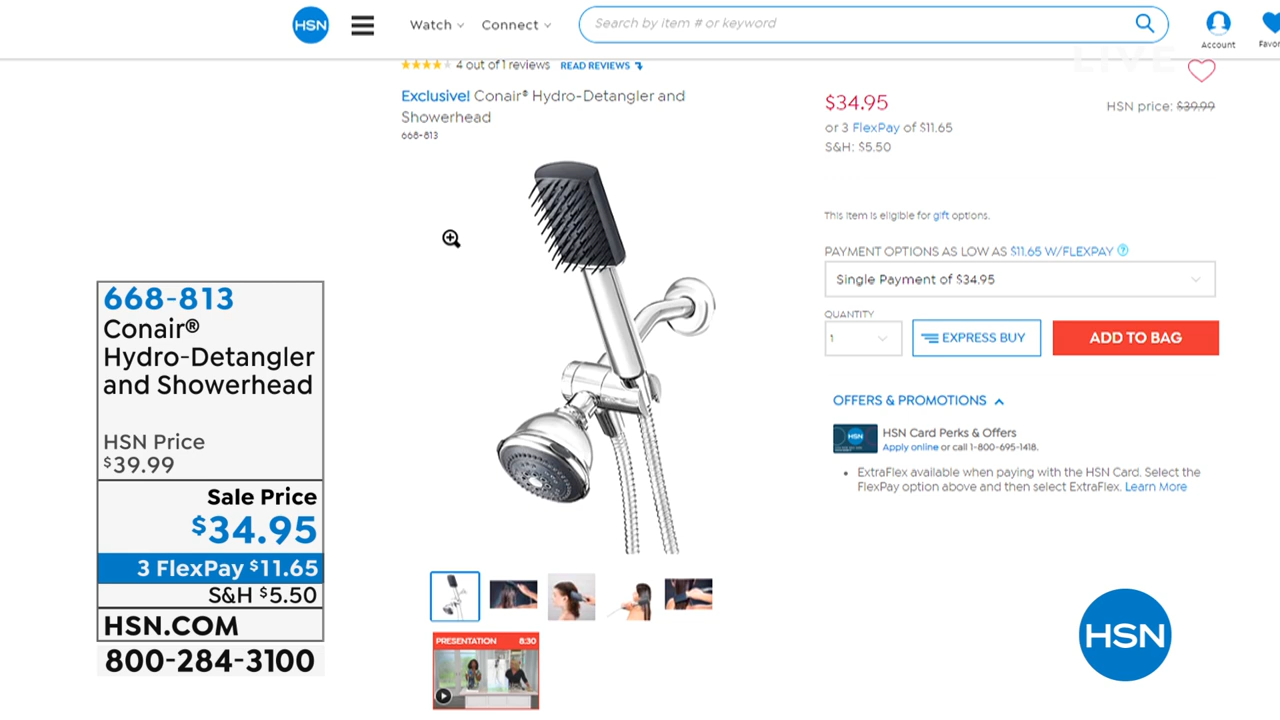 HSN
Watch
Connect
Search by item # or keyword
Account
LIVE
4 out of 1 reviews READ REVIEWS
Exclusive! Conair® Hydro-Detangler and
Showerhead
668-813
$34.95
HSN price: $39.99
or 3 FlexPay of $11.65
S&H: $5.50
This item is eligible for gift options.
PAYMENT OPTIONS AS LOW AS $11.65 W/FLEXPAY ?
Single Payment of $34.95
QUANTITY
1
EXPRESS BUY
ADD TO BAG
OFFERS & PROMOTIONS
HSN
HSN Card Perks & Offers
Apply online or call 1-800-695-1418.
• ExtraFlex available when paying with the HSN Card. Select the
FlexPay option above and then select ExtraFlex. Learn More
668-813
Conair®
Hydro-Detangler
and Showerhead
HSN Price
$39.99
Sale Price
$34.95
3 FlexPay $11.65
S&H $5.50
HSN.COM
800-284-3100
PRESENTATION 8:30
HSN